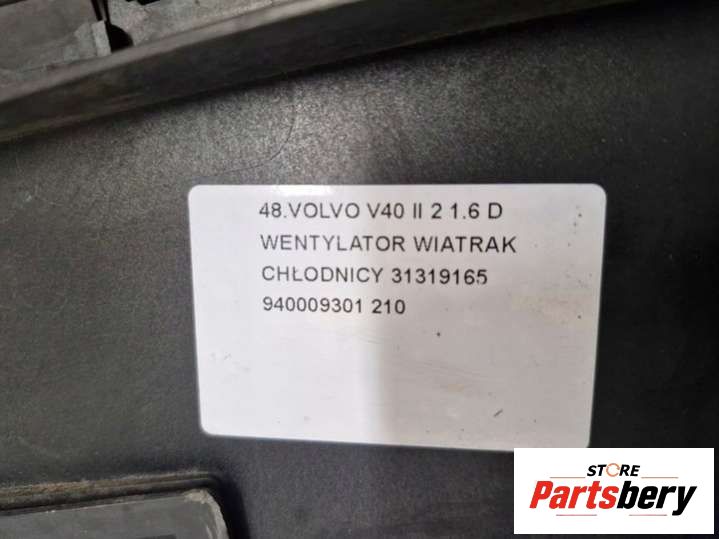 48.VOLVO V40 II 2 1.6 D
WENTYLATOR WIATRAK
CHŁODNICY 31319165
940009301 210
STORE
Partsbery